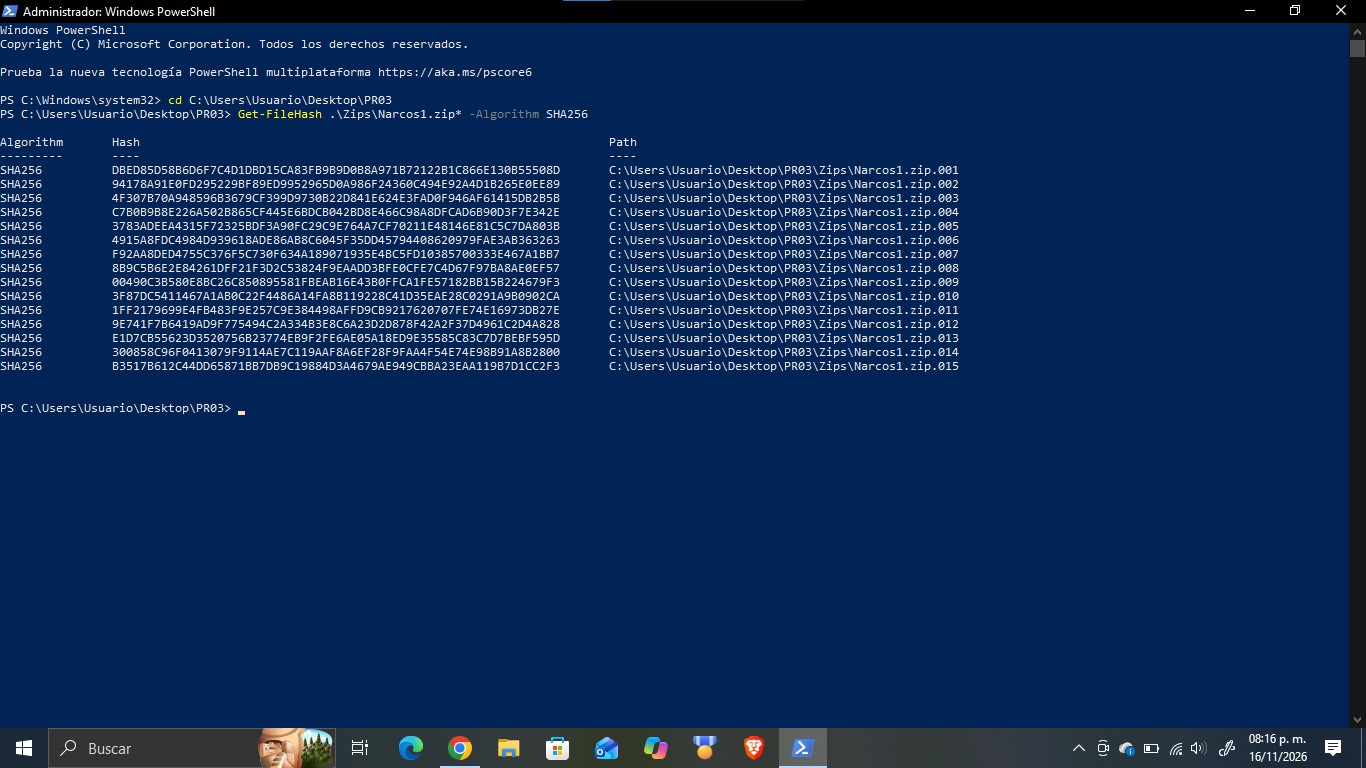 Administrador: Windows PowerShell
Windows PowerShell
Copyright (C) Microsoft Corporation. Todos los derechos reservados.
Prueba la nueva tecnología PowerShell multiplataforma https://aka.ms/pscore6
PS C:\Windows\system32> cd C:\Users\Usuario\Desktop\PR03
PS C:\Users\Usuario\Desktop\PR03> Get-FileHash .\Zips\Narcos1.zip* -Algorithm SHA256
Algorithm Hash Path
--------- ---- ----
SHA256 DBED85D58B6D6F7C4D1DBD15CA83FB9B9D0B8A971B72122B1C866E130B55508D C:\Users\Usuario\Desktop\PR03\Zips\Narcos1.zip.001
SHA256 94178A91E0FD295229BF89ED9952965D0A986F24360C494E92A4D1B265E0EE89 C:\Users\Usuario\Desktop\PR03\Zips\Narcos1.zip.002
SHA256 4F307B70A948596B3679CF399D9730B22D841E624E3FAD0F946AF61415DB2B5B C:\Users\Usuario\Desktop\PR03\Zips\Narcos1.zip.003
SHA256 C7B0B9B8E226A502B865CF445E6BDCB042BD8E466C98A8DFCAD6B90D3F7E342E C:\Users\Usuario\Desktop\PR03\Zips\Narcos1.zip.004
SHA256 3783ADEEA4315F72325BDF3A90FC29C9E764A7CF70211E48146E81C5C7DA803B C:\Users\Usuario\Desktop\PR03\Zips\Narcos1.zip.005
SHA256 4915A8FDC4984D939618ADE86AB8C6045F35DD45794408620979FAE3AB363263 C:\Users\Usuario\Desktop\PR03\Zips\Narcos1.zip.006
SHA256 F92AA8DED4755C376F5C730F634A189071935E4BC5FD10385700333E467A1BB7 C:\Users\Usuario\Desktop\PR03\Zips\Narcos1.zip.007
SHA256 8B9C5B6E2E84261DFF21F3D2C53824F9EAADD3BFE0CFE7C4D67F97BA8AE0EF57 C:\Users\Usuario\Desktop\PR03\Zips\Narcos1.zip.008
SHA256 00490C3B580E8BC26C850895581FBEAB16E43B0FFCA1FE57182BB15B224679F3 C:\Users\Usuario\Desktop\PR03\Zips\Narcos1.zip.009
SHA256 3F87DC5411467A1AB0C22F4486A14FA8B119228C41D35EAE28C0291A9B0902CA C:\Users\Usuario\Desktop\PR03\Zips\Narcos1.zip.010
SHA256 1FF2179699E4FB483F9E257C9E384498AFFD9CB9217620707FE74E16973DB27E C:\Users\Usuario\Desktop\PR03\Zips\Narcos1.zip.011
SHA256 9E741F7B6419AD9F775494C2A334B3E8C6A23D2D878F42A2F37D4961C2D4A828 C:\Users\Usuario\Desktop\PR03\Zips\Narcos1.zip.012
SHA256 E1D7CB55623D3520756B23774EB9F2FE6AE05A18ED9E35585C83C7D7BEBF595D C:\Users\Usuario\Desktop\PR03\Zips\Narcos1.zip.013
SHA256 300858C96F0413079F9114AE7C119AAF8A6EF28F9FAA4F54E74E98B91A8B2800 C:\Users\Usuario\Desktop\PR03\Zips\Narcos1.zip.014
SHA256 B3517B612C44DD65871BB7DB9C19884D3A4679AE949CBBA23EAA119B7D1CC2F3 C:\Users\Usuario\Desktop\PR03\Zips\Narcos1.zip.015
PS C:\Users\Usuario\Desktop\PR03>
Buscar
08:16 p. m.
16/11/2026